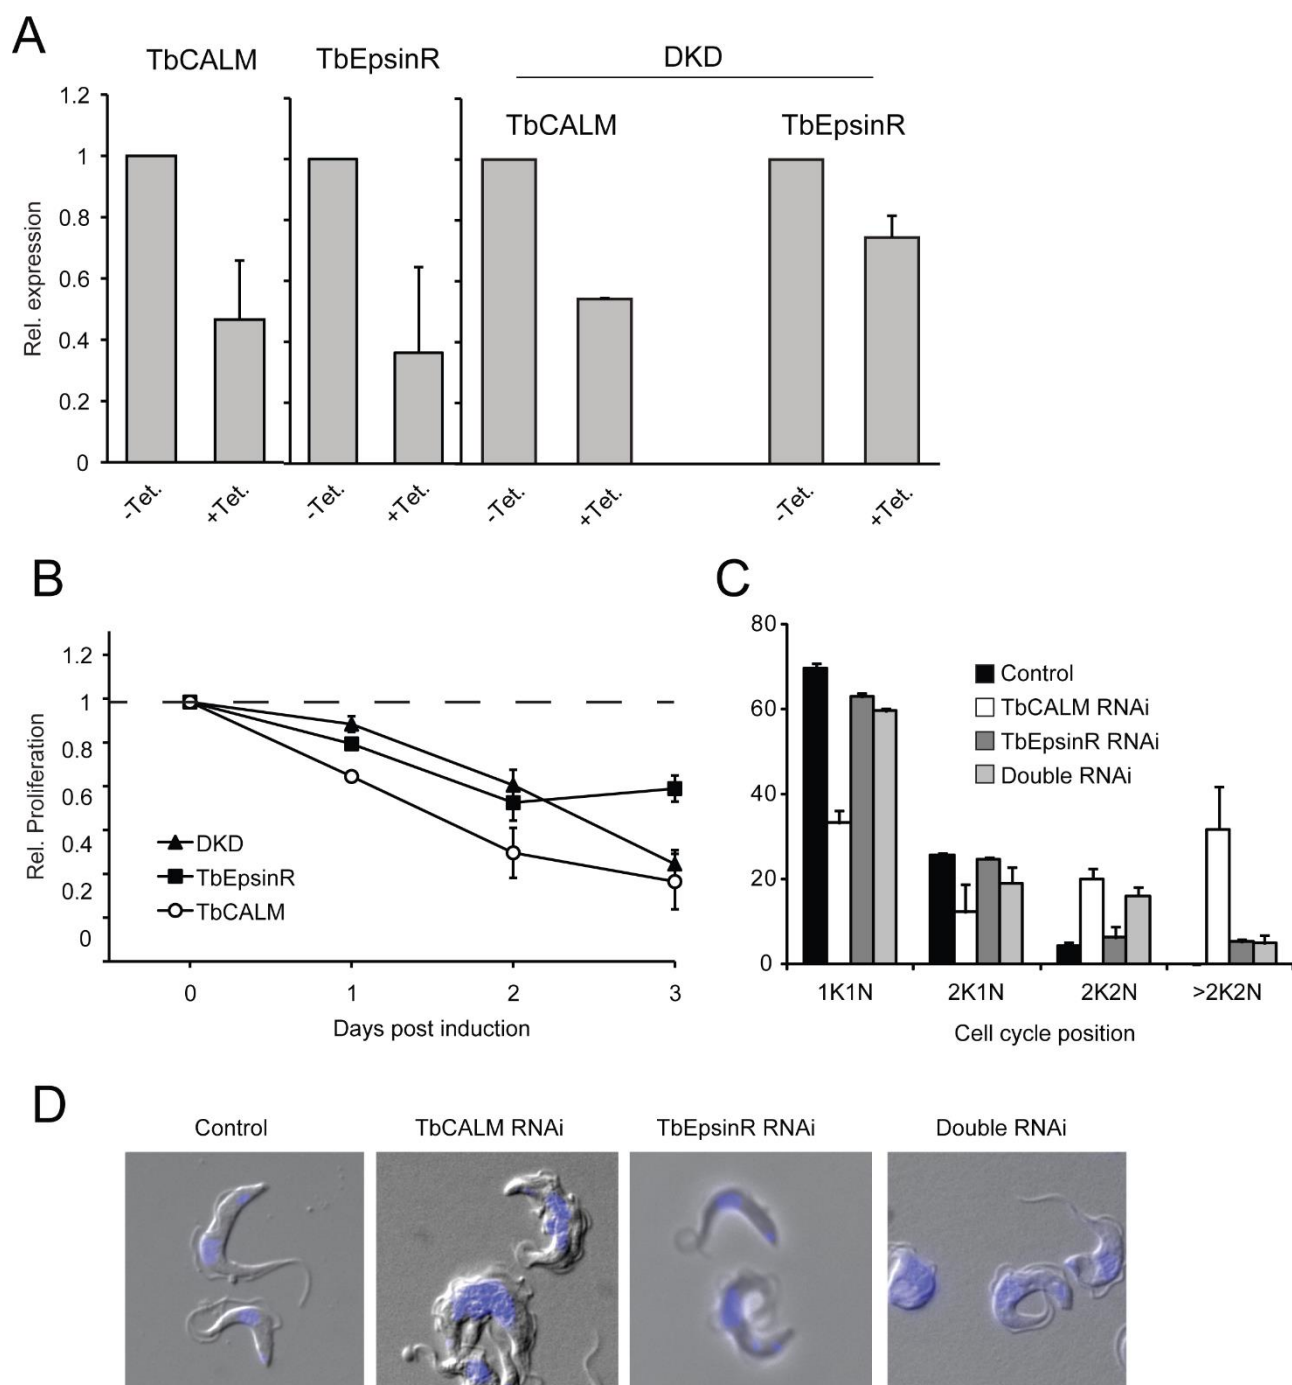 A
TbCALM
TbEpsinR
DKD
TbCALM
TbEpsinR
Rel. expression
1.2
1
0.8
0.6
0.4
0.2
0
-Tet.
+Tet.
-Tet.
+Tet.
-Tet.
+Tet.
-Tet.
+Tet.
B
Rel. Proliferation
1.2
1
0.8
0.6
0.4
0.2
0
DKD
TbEpsinR
TbCALM
0
1
2
3
Days post induction
C
80
60
40
20
0
Control
TbCALM RNAi
TbEpsinR RNAi
Double RNAi
1K1N
2K1N
2K2N
>2K2N
Cell cycle position
D
Control
TbCALM RNAi
TbEpsinR RNAi
Double RNAi